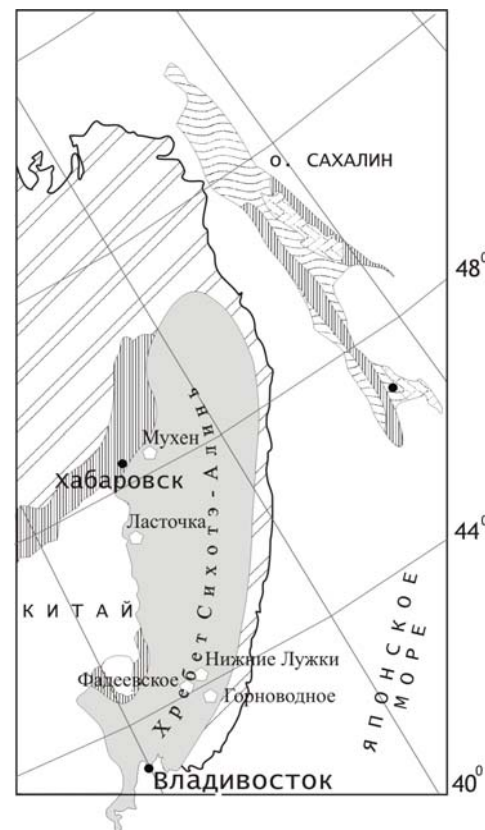 о. САХАЛИН
48⁰
Мухен
Хабаровск
Ласточка
44⁰
Хребет Сихотэ-Алинь
КИТАЙ
ЯПОНСКОЕ
МОРЕ
Нижние Лужки
Фадеевское
Горноводное
Владивосток
40⁰